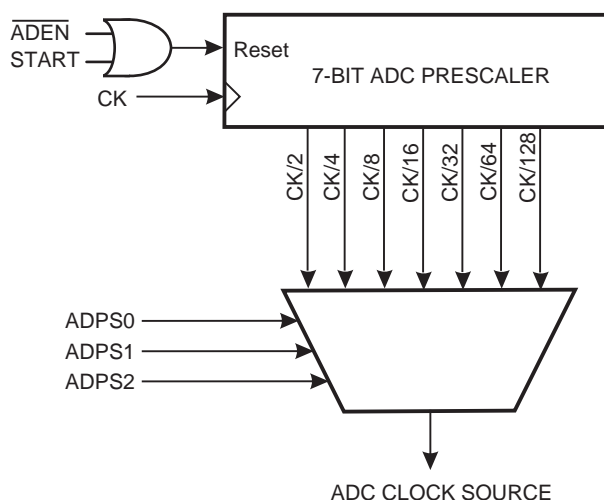 A̅D̅E̅N̅
START
Reset
CK
7-BIT ADC PRESCALER
CK/2
CK/4
CK/8
CK/16
CK/32
CK/64
CK/128
ADPS0
ADPS1
ADPS2
ADC CLOCK SOURCE